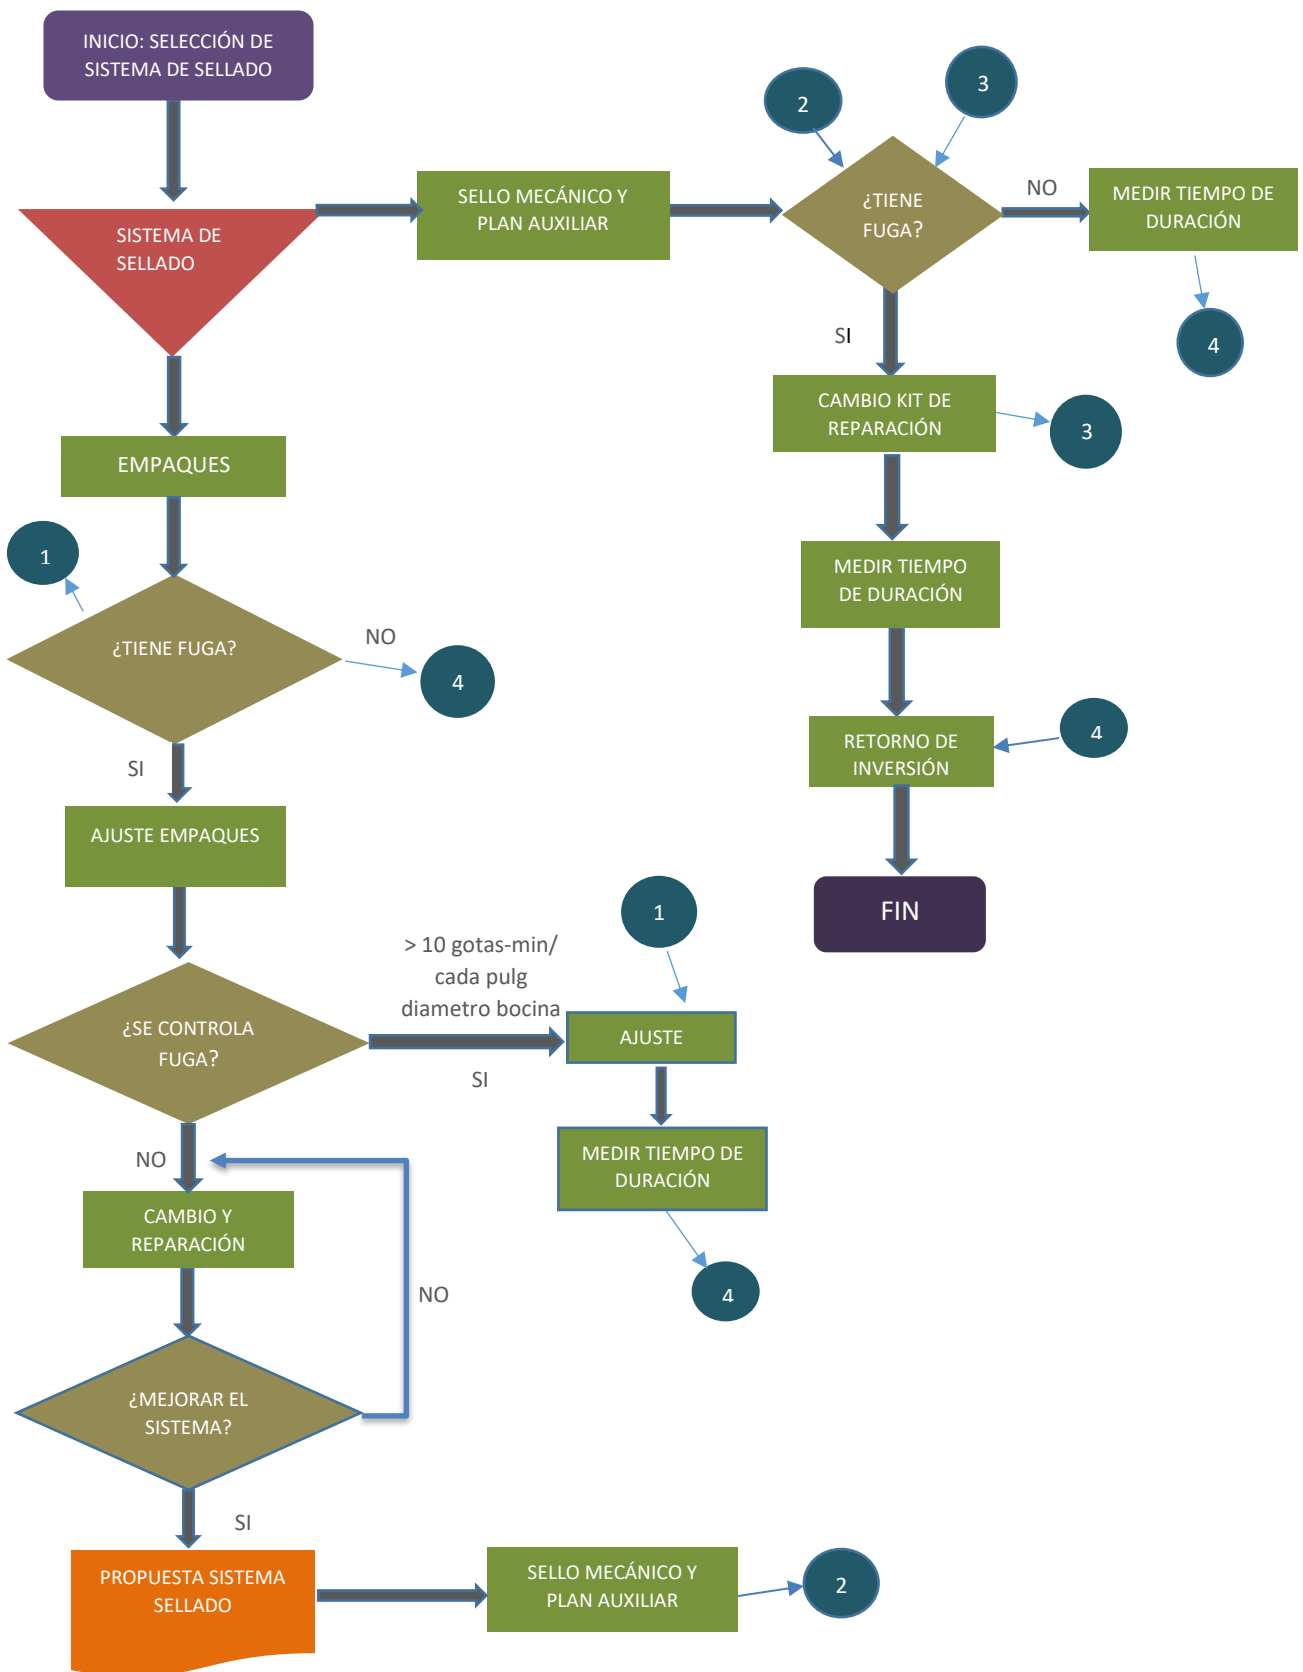 INICIO: SELECCIÓN DE
SISTEMA DE SELLADO
2
3
SISTEMA DE
SELLADO
SELLO MECÁNICO Y
PLAN AUXILIAR
¿TIENE
FUGA?
NO
MEDIR TIEMPO DE
DURACIÓN
4
SI
CAMBIO KIT DE
REPARACIÓN
3
MEDIR TIEMPO
DE DURACIÓN
RETORNO DE
INVERSIÓN
4
FIN
EMPAQUES
1
¿TIENE FUGA?
NO
4
SI
AJUSTE EMPAQUES
¿SE CONTROLA
FUGA?
> 10 gotas-min/
cada pulg
diametro bocina
SI
1
AJUSTE
MEDIR TIEMPO DE
DURACIÓN
4
NO
CAMBIO Y
REPARACIÓN
NO
¿MEJORAR EL
SISTEMA?
SI
PROPUESTA SISTEMA
SELLADO
SELLO MECÁNICO Y
PLAN AUXILIAR
2